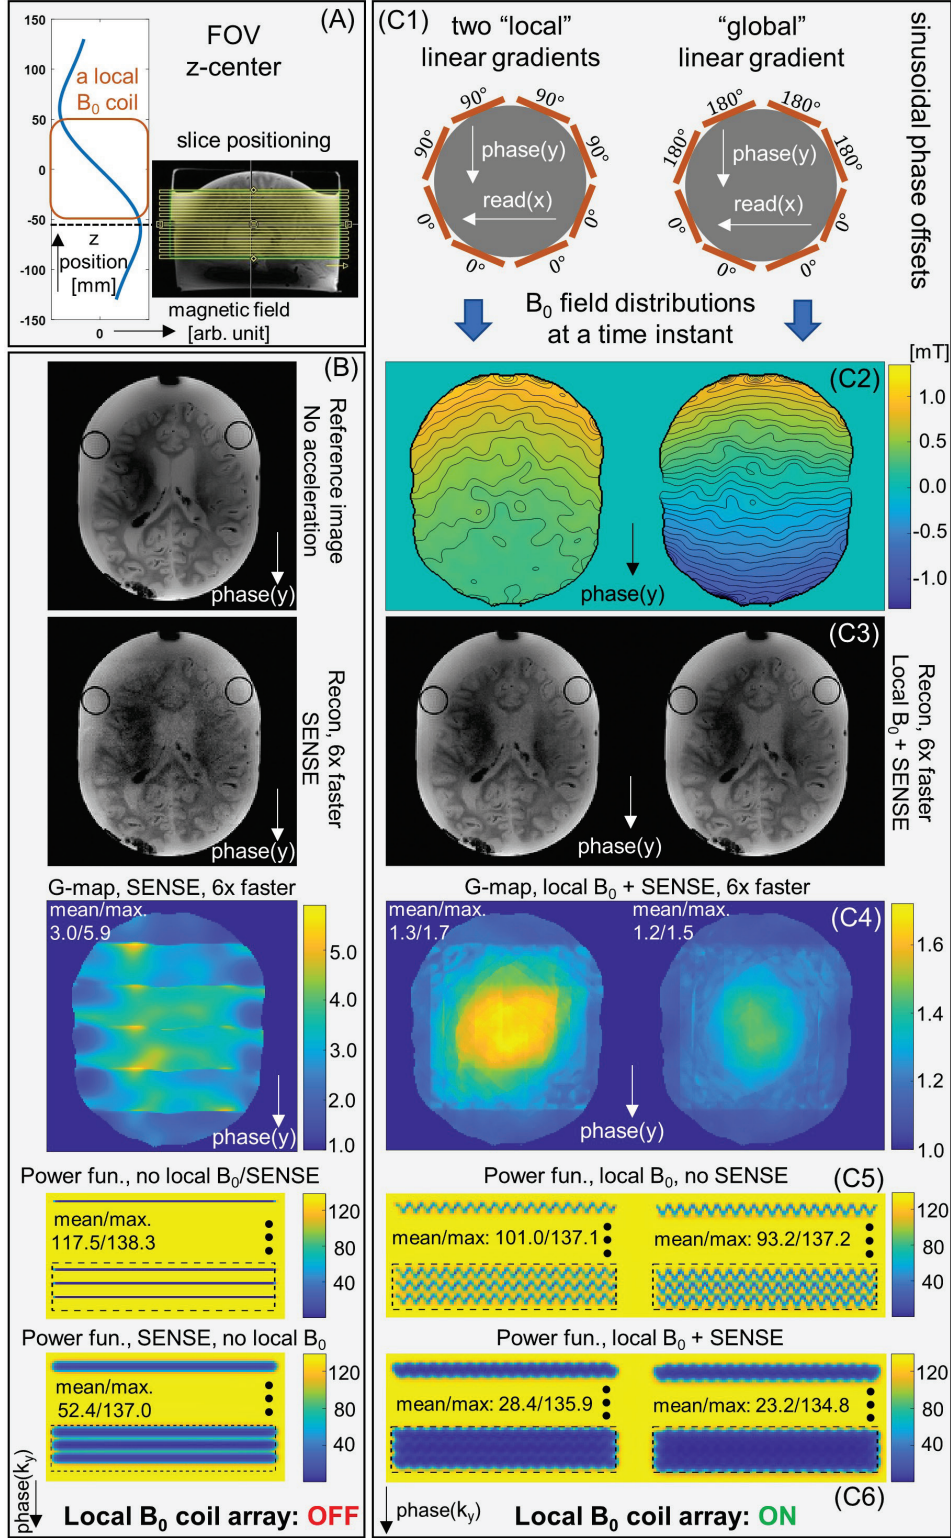 (A)
FOV
z-center
150
100
50
0
-50
-100
-150
a local
B₀ coil
slice positioning
z
position
[mm]
0
magnetic field
[arb. unit]
(B)
Reference image
No acceleration
phase(y)
Recon, 6x faster
SENSE
phase(y)
G-map, SENSE, 6x faster
mean/max.
3.0/5.9
5.0
4.0
3.0
2.0
1.0
phase(y)
Power fun., no local B₀/SENSE
mean/max.
117.5/138.3
120
80
40
Power fun., SENSE, no local B₀
mean/max.
52.4/137.0
120
80
40
phase(kᵧ)
Local B₀ coil array: OFF
(C1)
two “local”
linear gradients
“global”
linear gradient
sinusoidal phase offsets
90°
90°
90°
90°
0°
0°
0°
0°
phase(y)
read(x)
180°
180°
180°
180°
0°
0°
0°
0°
phase(y)
read(x)
B₀ field distributions
at a time instant
[mT]
(C2)
1.0
0.5
0.0
-0.5
-1.0
phase(y)
(C3)
Recon, 6x faster
Local B₀ + SENSE
phase(y)
G-map, local B₀ + SENSE, 6x faster
mean/max.
1.3/1.7
mean/max.
1.2/1.5
(C4)
1.6
1.4
1.2
1.0
phase(y)
Power fun., local B₀, no SENSE
(C5)
mean/max: 101.0/137.1
mean/max: 93.2/137.2
120
80
40
Power fun., local B₀ + SENSE
mean/max: 28.4/135.9
mean/max: 23.2/134.8
120
80
40
(C6)
phase(kᵧ)
Local B₀ coil array: ON